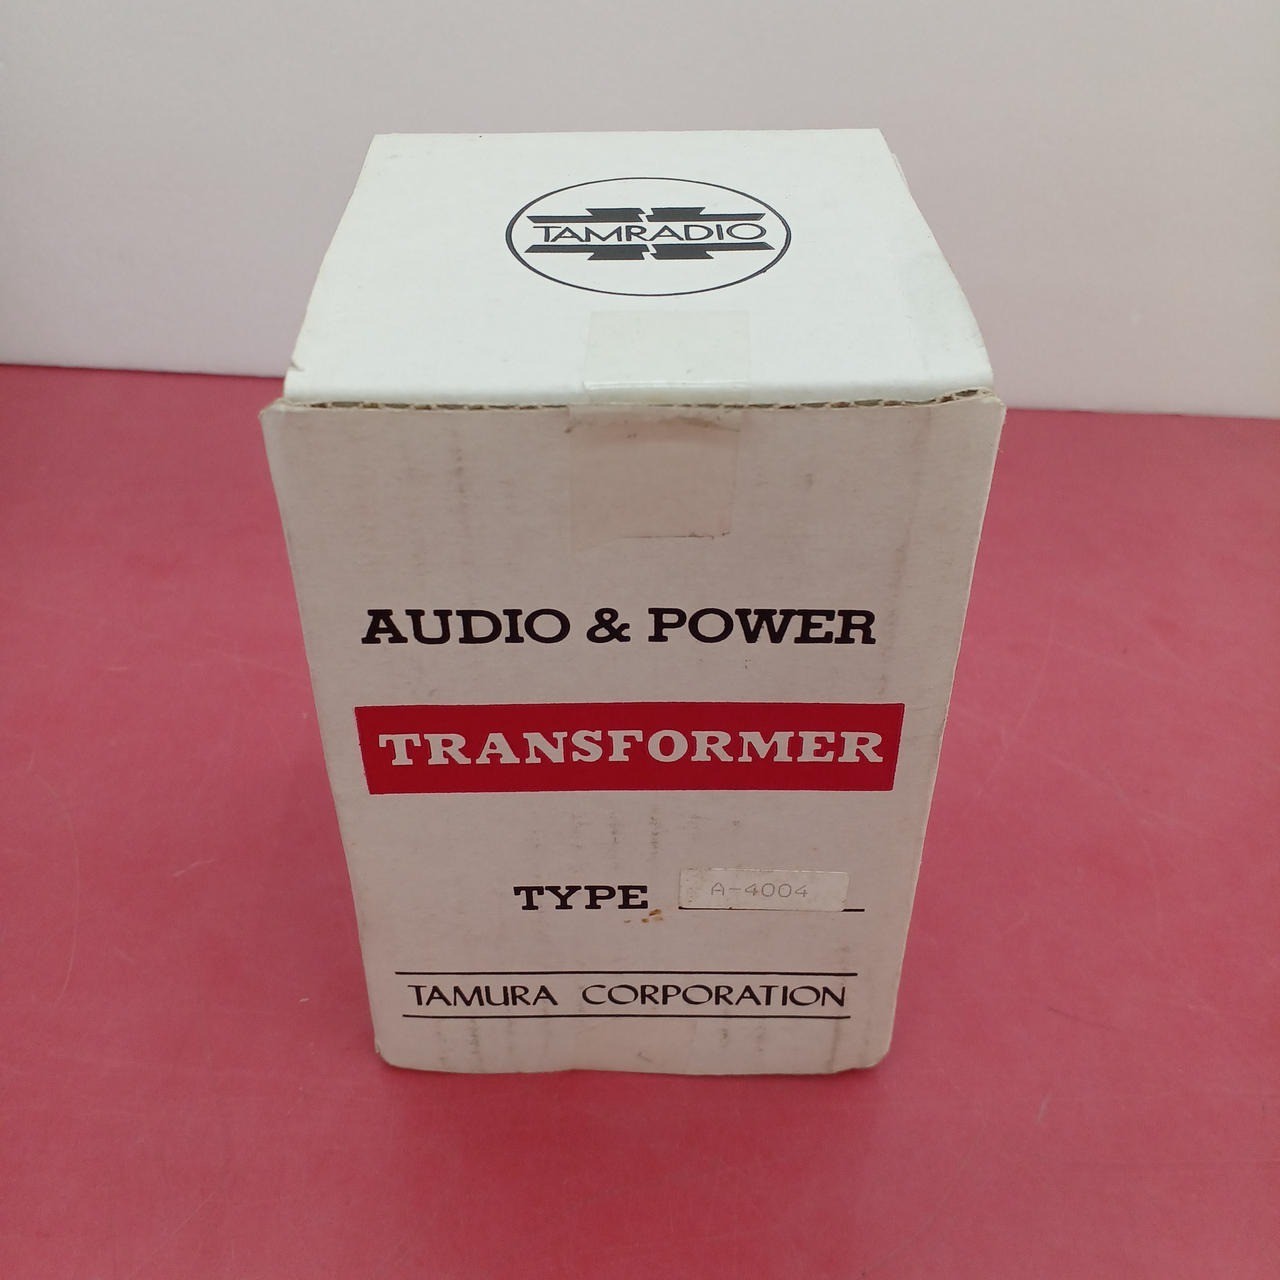 TAMRADIO
AUDIO & POWER
TRANSFORMER
TYPE A-4004
TAMURA CORPORATION